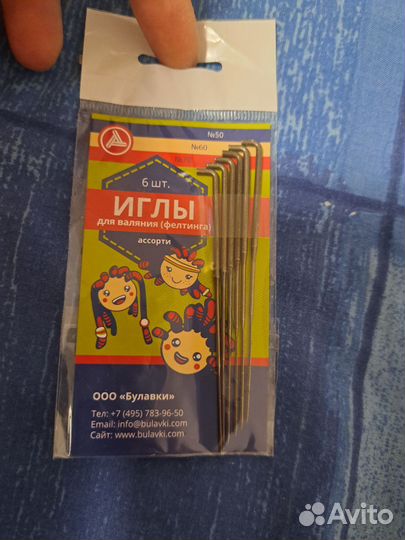 №50
№60
6 шт.
ИГЛЫ
для валяния (фелтинга)
ассорти
ООО «Булавки»
Тел: +7 (495) 783-96-50
Email: info@bulavki.com
Сайт: www.bulavki.com
Avito